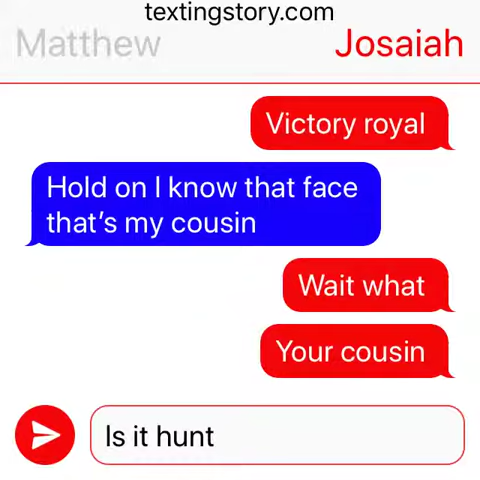 textingstory.com
Matthew
Josaiah
Victory royal
Hold on I know that face
that’s my cousin
Wait what
Your cousin
Is it hunt